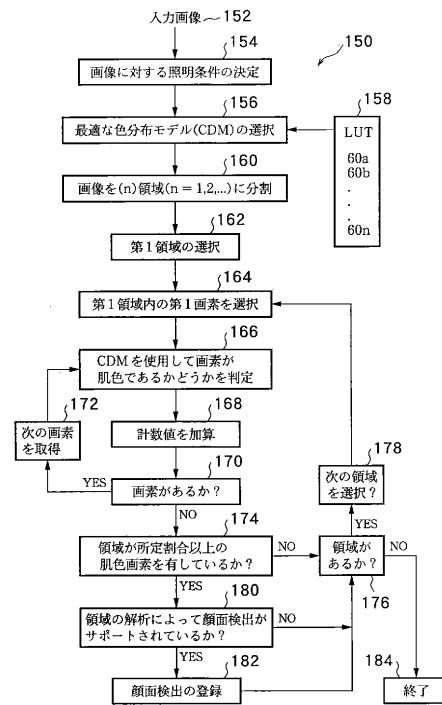 入力画像
152
150
154
画像に対する照明条件の決定
156
最適な色分布モデル(CDM)の選択
158
LUT
60a
60b
.
.
.
60n
160
画像を(n)領域(n = 1,2,...)に分割
162
第1領域の選択
164
第1領域内の第1画素を選択
166
CDMを使用して画素が
肌色であるかどうかを判定
172
次の画素
を取得
168
計数値を加算
170
画素があるか?
YES
NO
178
次の領域
を選択?
174
領域が所定割合以上の
肌色画素を有しているか?
NO
YES
領域が
あるか?
YES
NO
176
180
領域の解析によって顔面検出が
サポートされているか?
NO
YES
182
顔面検出の登録
184
終了